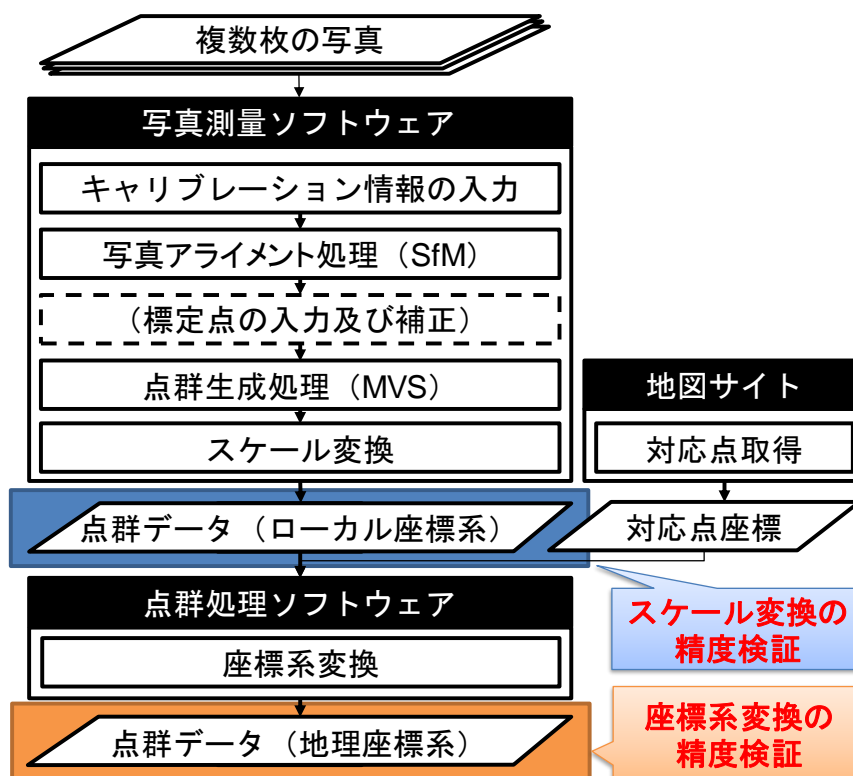 複数枚の写真
写真測量ソフトウェア
キャリブレーション情報の入力
写真アライメント処理（SfM）
（標定点の入力及び補正）
点群生成処理（MVS）
スケール変換
地図サイト
対応点取得
点群データ（ローカル座標系）
対応点座標
点群処理ソフトウェア
座標系変換
スケール変換の
精度検証
点群データ（地理座標系）
座標系変換の
精度検証